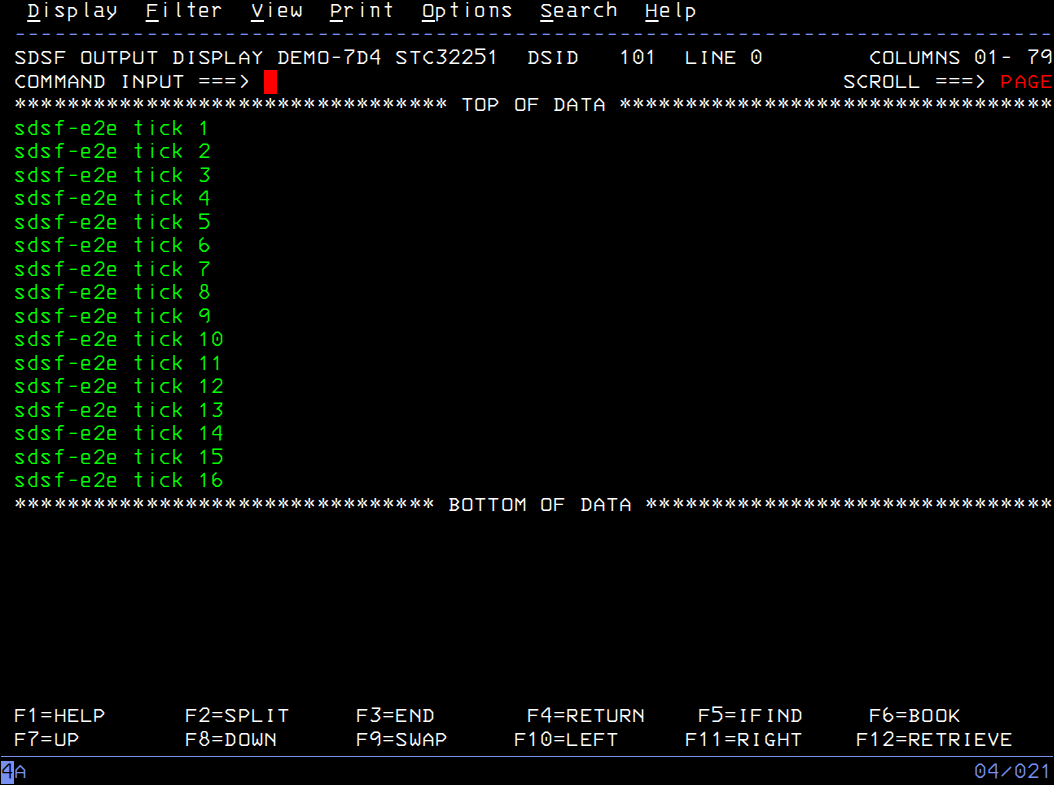 Display Filter View Print Options Search Help
-------------------------------------------------------------------------------
SDSF OUTPUT DISPLAY DEMO-7D4 STC32251 DSID 101 LINE 0 COLUMNS 01- 79
COMMAND INPUT ===> SCROLL ===> PAGE
********************************* TOP OF DATA *********************************
sdsf-e2e tick 1
sdsf-e2e tick 2
sdsf-e2e tick 3
sdsf-e2e tick 4
sdsf-e2e tick 5
sdsf-e2e tick 6
sdsf-e2e tick 7
sdsf-e2e tick 8
sdsf-e2e tick 9
sdsf-e2e tick 10
sdsf-e2e tick 11
sdsf-e2e tick 12
sdsf-e2e tick 13
sdsf-e2e tick 14
sdsf-e2e tick 15
sdsf-e2e tick 16
******************************** BOTTOM OF DATA *******************************
F1=HELP F2=SPLIT F3=END F4=RETURN F5=IFIND F6=BOOK
F7=UP F8=DOWN F9=SWAP F10=LEFT F11=RIGHT F12=RETRIEVE
4A 04/021